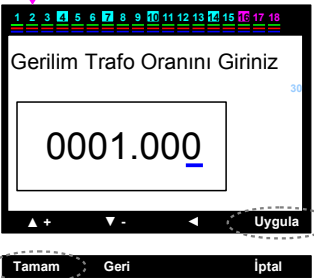 1 2 3 4 5 6 7 8 9 10 11 12 13 14 15 16 17 18
Gerilim Trafo Oranını Giriniz
30
0001.000
▲ + ▼ - ◄ Uygula
Tamam Geri İptal